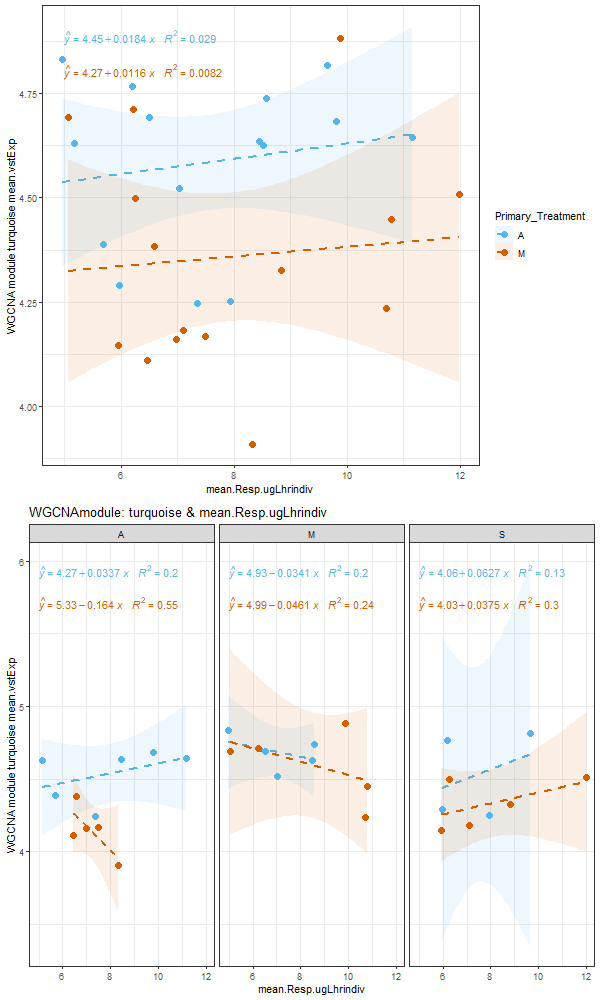 ŷ = 4.45 + 0.0184 x R² = 0.029
ŷ = 4.27 + 0.0116 x R² = 0.0082
4.75
4.50
4.25
4.00
WGCNA module turquoise mean.vstExp
6 8 10 12
mean.Resp.ugLhrindiv
Primary_Treatment
A
M
WGCNAmodule: turquoise & mean.Resp.ugLhrindiv
A M S
ŷ = 4.27 + 0.0337 x R² = 0.2
ŷ = 5.33 − 0.164 x R² = 0.55
ŷ = 4.93 − 0.0341 x R² = 0.2
ŷ = 4.99 − 0.0461 x R² = 0.24
ŷ = 4.06 + 0.0627 x R² = 0.13
ŷ = 4.03 + 0.0375 x R² = 0.3
6
5
4
WGCNA module turquoise mean.vstExp
6 8 10 12 6 8 10 12 6 8 10 12
mean.Resp.ugLhrindiv